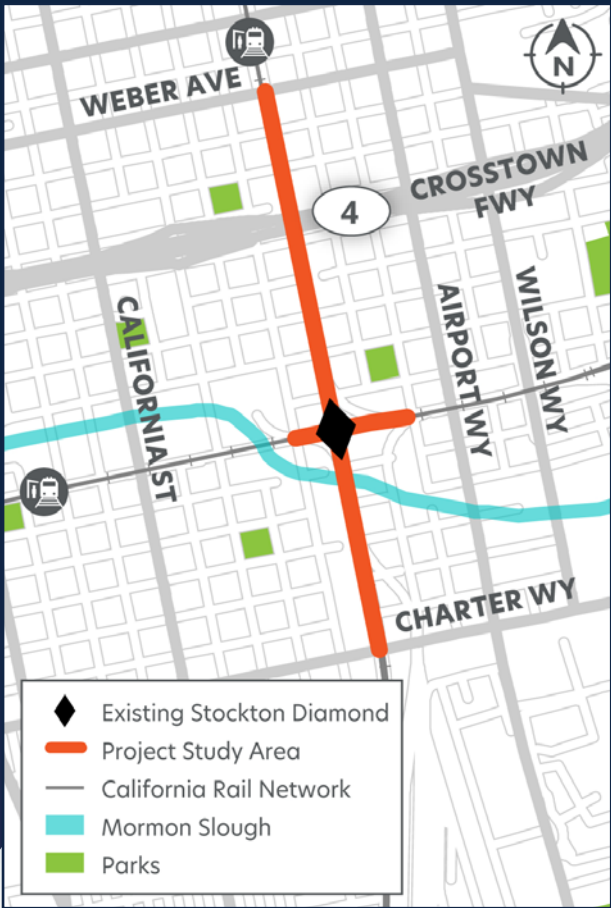 WEBER AVE
N
CROSSTOWN
FWY
4
CALIFORNIA ST
AIRPORT WY
WILSON WY
CHARTER WY
Existing Stockton Diamond
Project Study Area
California Rail Network
Mormon Slough
Parks